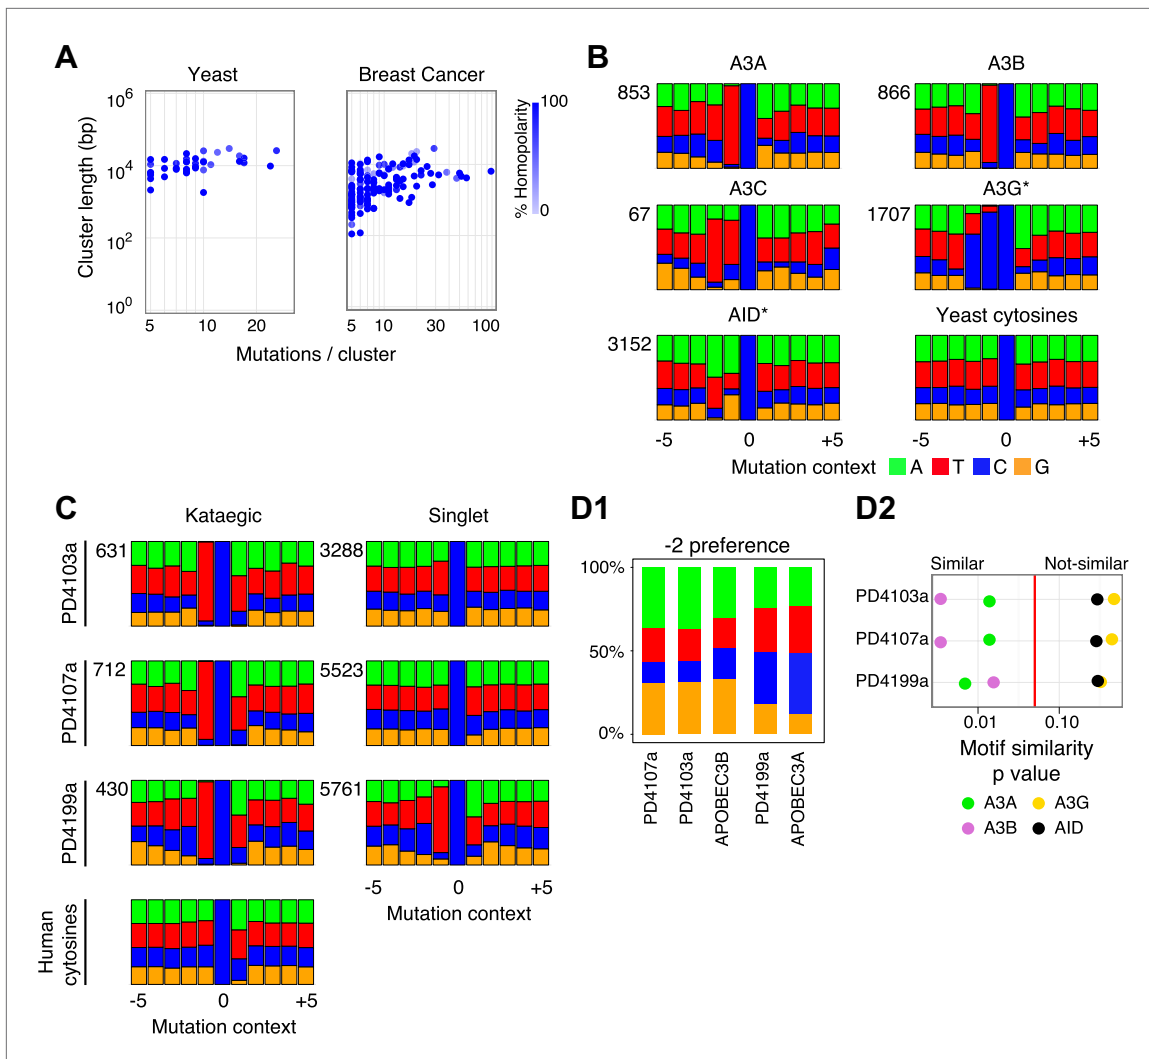 A
Yeast
Breast Cancer
Cluster length (bp)
10^6
10^4
10^2
10^0
5
10
20
5
10
30
100
Mutations / cluster
% Homopolarity
100
0
B
A3A
A3B
853
866
A3C
A3G*
67
1707
AID*
Yeast cytosines
3152
-5
0
+5
0
+5
Mutation context
A
T
C
G
C
Kataegic
Singlet
PD4103a
631
3288
PD4107a
712
5523
PD4199a
430
5761
-5
0
+5
Mutation context
Human
cytosines
-5
0
+5
Mutation context
D1
-2 preference
100%
50%
0%
PD4107a
PD4103a
APOBEC3B
PD4199a
APOBEC3A
D2
Similar
Not-similar
PD4103a
PD4107a
PD4199a
0.01
0.10
Motif similarity
p value
A3A
A3G
A3B
AID